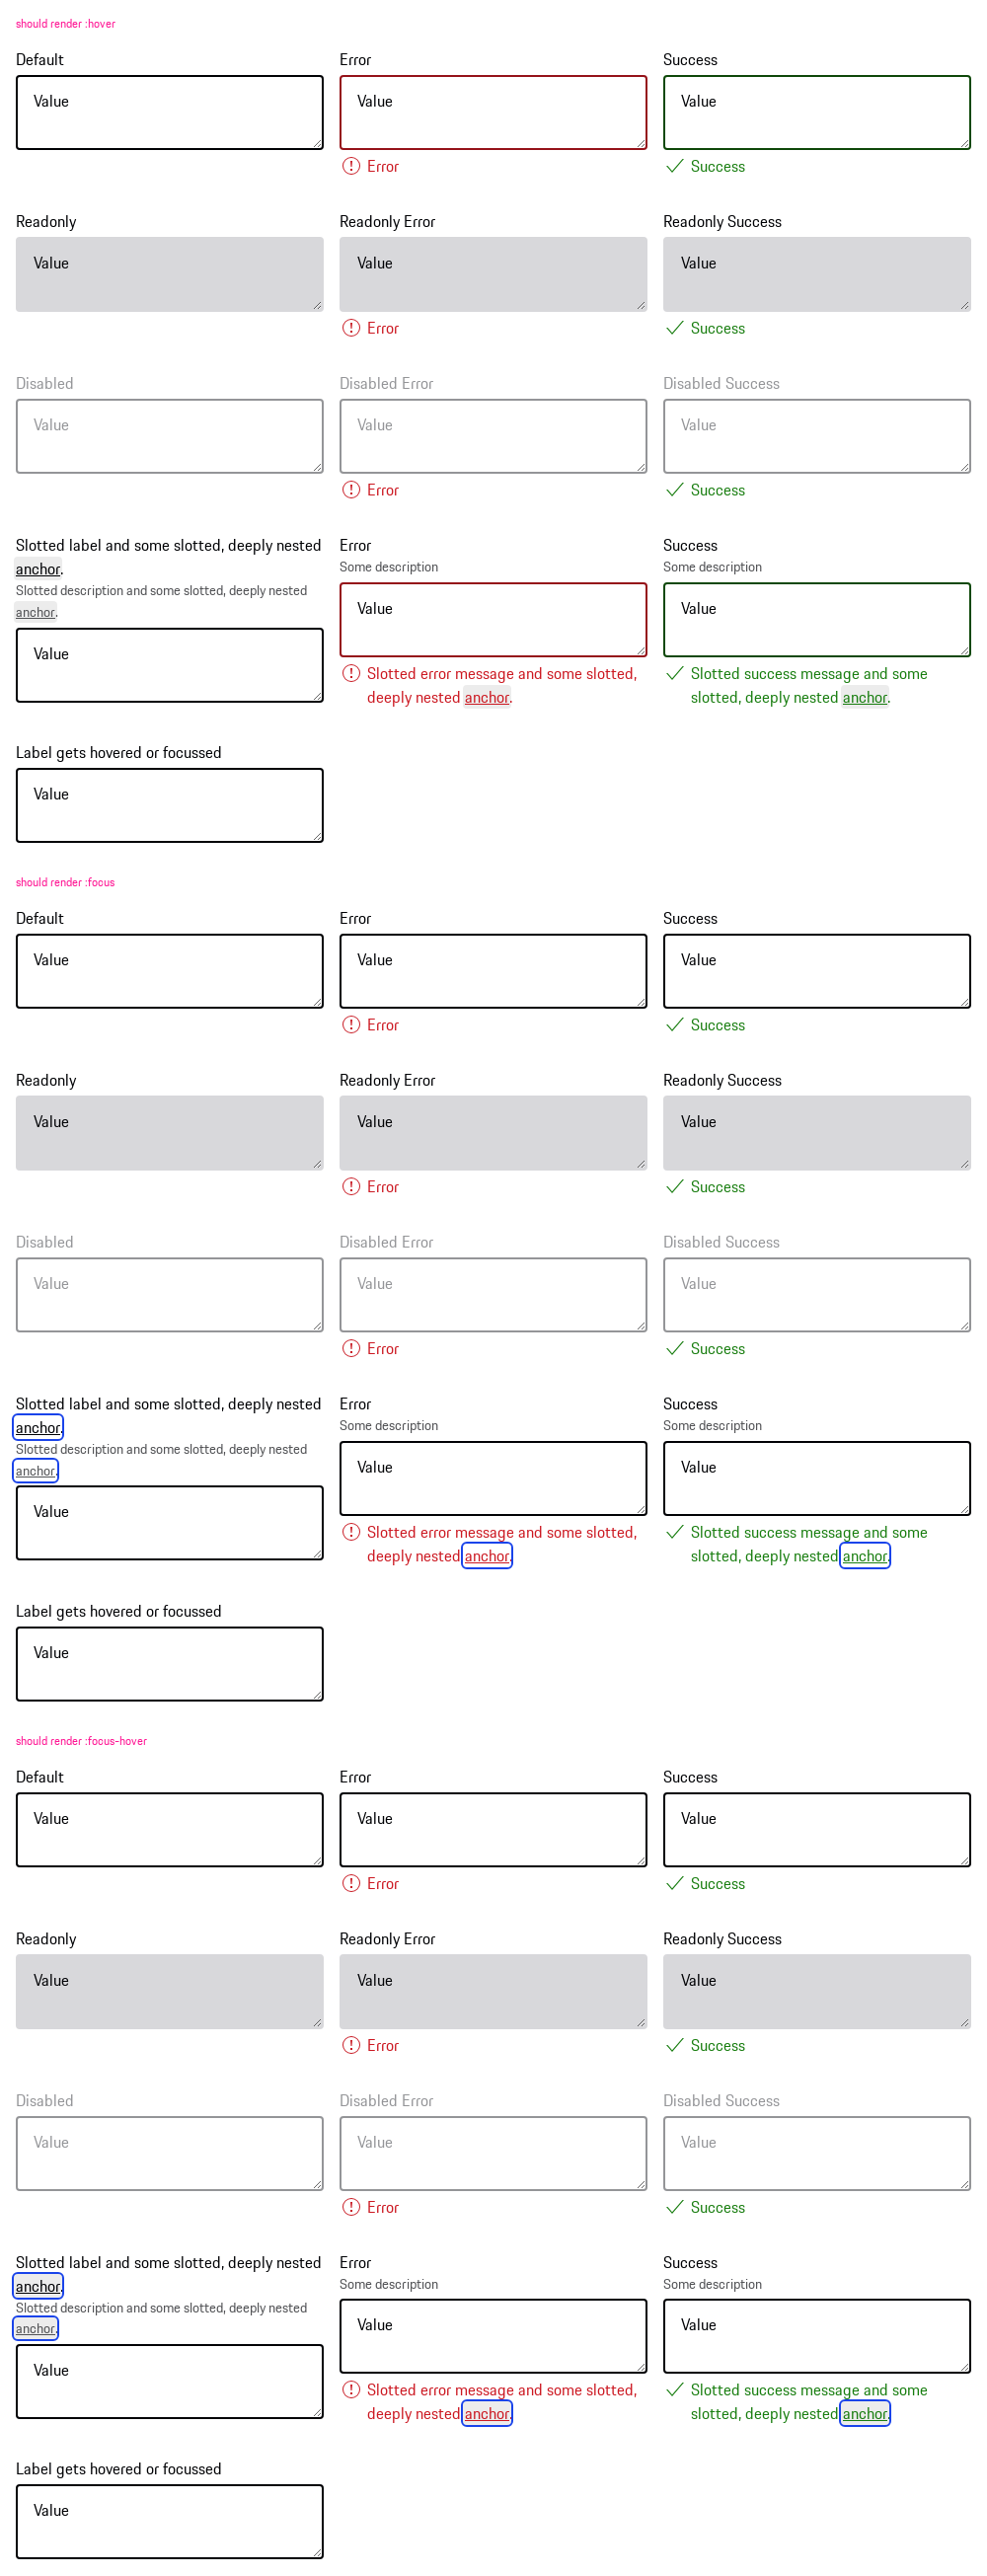 should render :hover
Default Error Success
Value Value Value
Error Success
Readonly Readonly Error Readonly Success
Value Value Value
Error Success
Disabled Disabled Error Disabled Success
Value Value Value
Error Success
Slotted label and some slotted, deeply nested Error Success
anchor. Some description Some description
Slotted description and some slotted, deeply nested
anchor. Value Value
Value
Slotted error message and some slotted, Slotted success message and some
deeply nested anchor. slotted, deeply nested anchor.
Label gets hovered or focussed
Value
should render :focus
Default Error Success
Value Value Value
Error Success
Readonly Readonly Error Readonly Success
Value Value Value
Error Success
Disabled Disabled Error Disabled Success
Value Value Value
Error Success
Slotted label and some slotted, deeply nested Error Success
anchor. Some description Some description
Slotted description and some slotted, deeply nested
anchor. Value Value
Value
Slotted error message and some slotted, Slotted success message and some
deeply nested anchor. slotted, deeply nested anchor.
Label gets hovered or focussed
Value
should render :focus-hover
Default Error Success
Value Value Value
Error Success
Readonly Readonly Error Readonly Success
Value Value Value
Error Success
Disabled Disabled Error Disabled Success
Value Value Value
Error Success
Slotted label and some slotted, deeply nested Error Success
anchor. Some description Some description
Slotted description and some slotted, deeply nested
anchor. Value Value
Value
Slotted error message and some slotted, Slotted success message and some
deeply nested anchor. slotted, deeply nested anchor.
Label gets hovered or focussed
Value